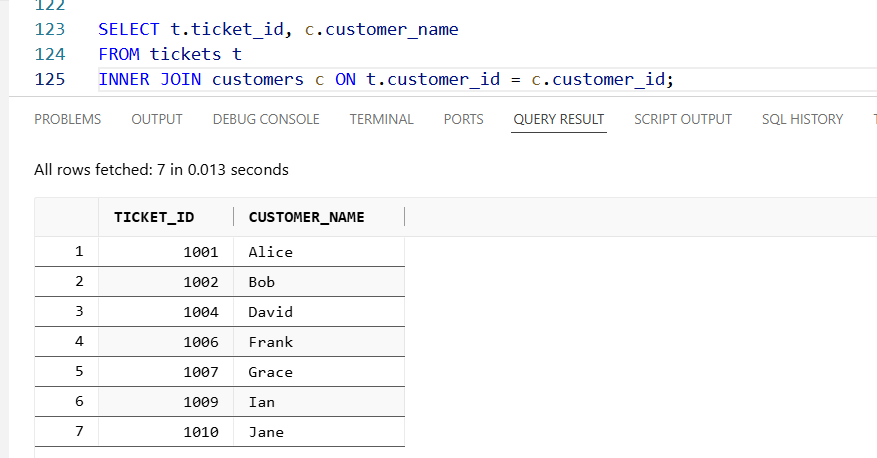 122
123 SELECT t.ticket_id, c.customer_name
124 FROM tickets t
125 INNER JOIN customers c ON t.customer_id = c.customer_id;
PROBLEMS OUTPUT DEBUG CONSOLE TERMINAL PORTS QUERY RESULT SCRIPT OUTPUT SQL HISTORY
All rows fetched: 7 in 0.013 seconds
TICKET_ID CUSTOMER_NAME
1 1001 Alice
2 1002 Bob
3 1004 David
4 1006 Frank
5 1007 Grace
6 1009 Ian
7 1010 Jane